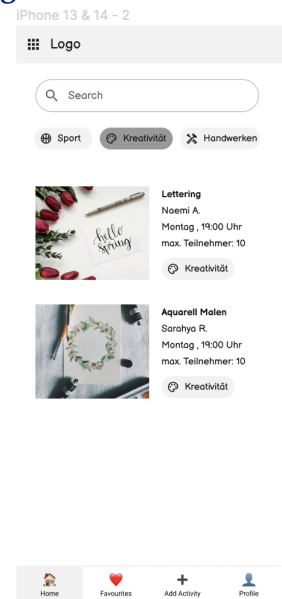 iPhone 13 & 14 - 2
Logo
Search
Sport
Kreativität
Handwerken
hello
spring
Lettering
Naemi A.
Montag , 19:00 Uhr
max. Teilnehmer: 10
Kreativität
Aquarell Malen
Sarahya R.
Montag , 19:00 Uhr
max. Teilnehmer: 10
Kreativität
Home
Favourites
Add Activity
Profile